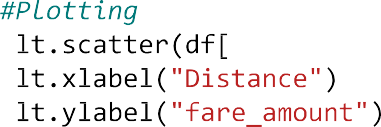 #Plotting
lt.scatter(df[
lt.xlabel("Distance")
lt.ylabel("fare_amount")